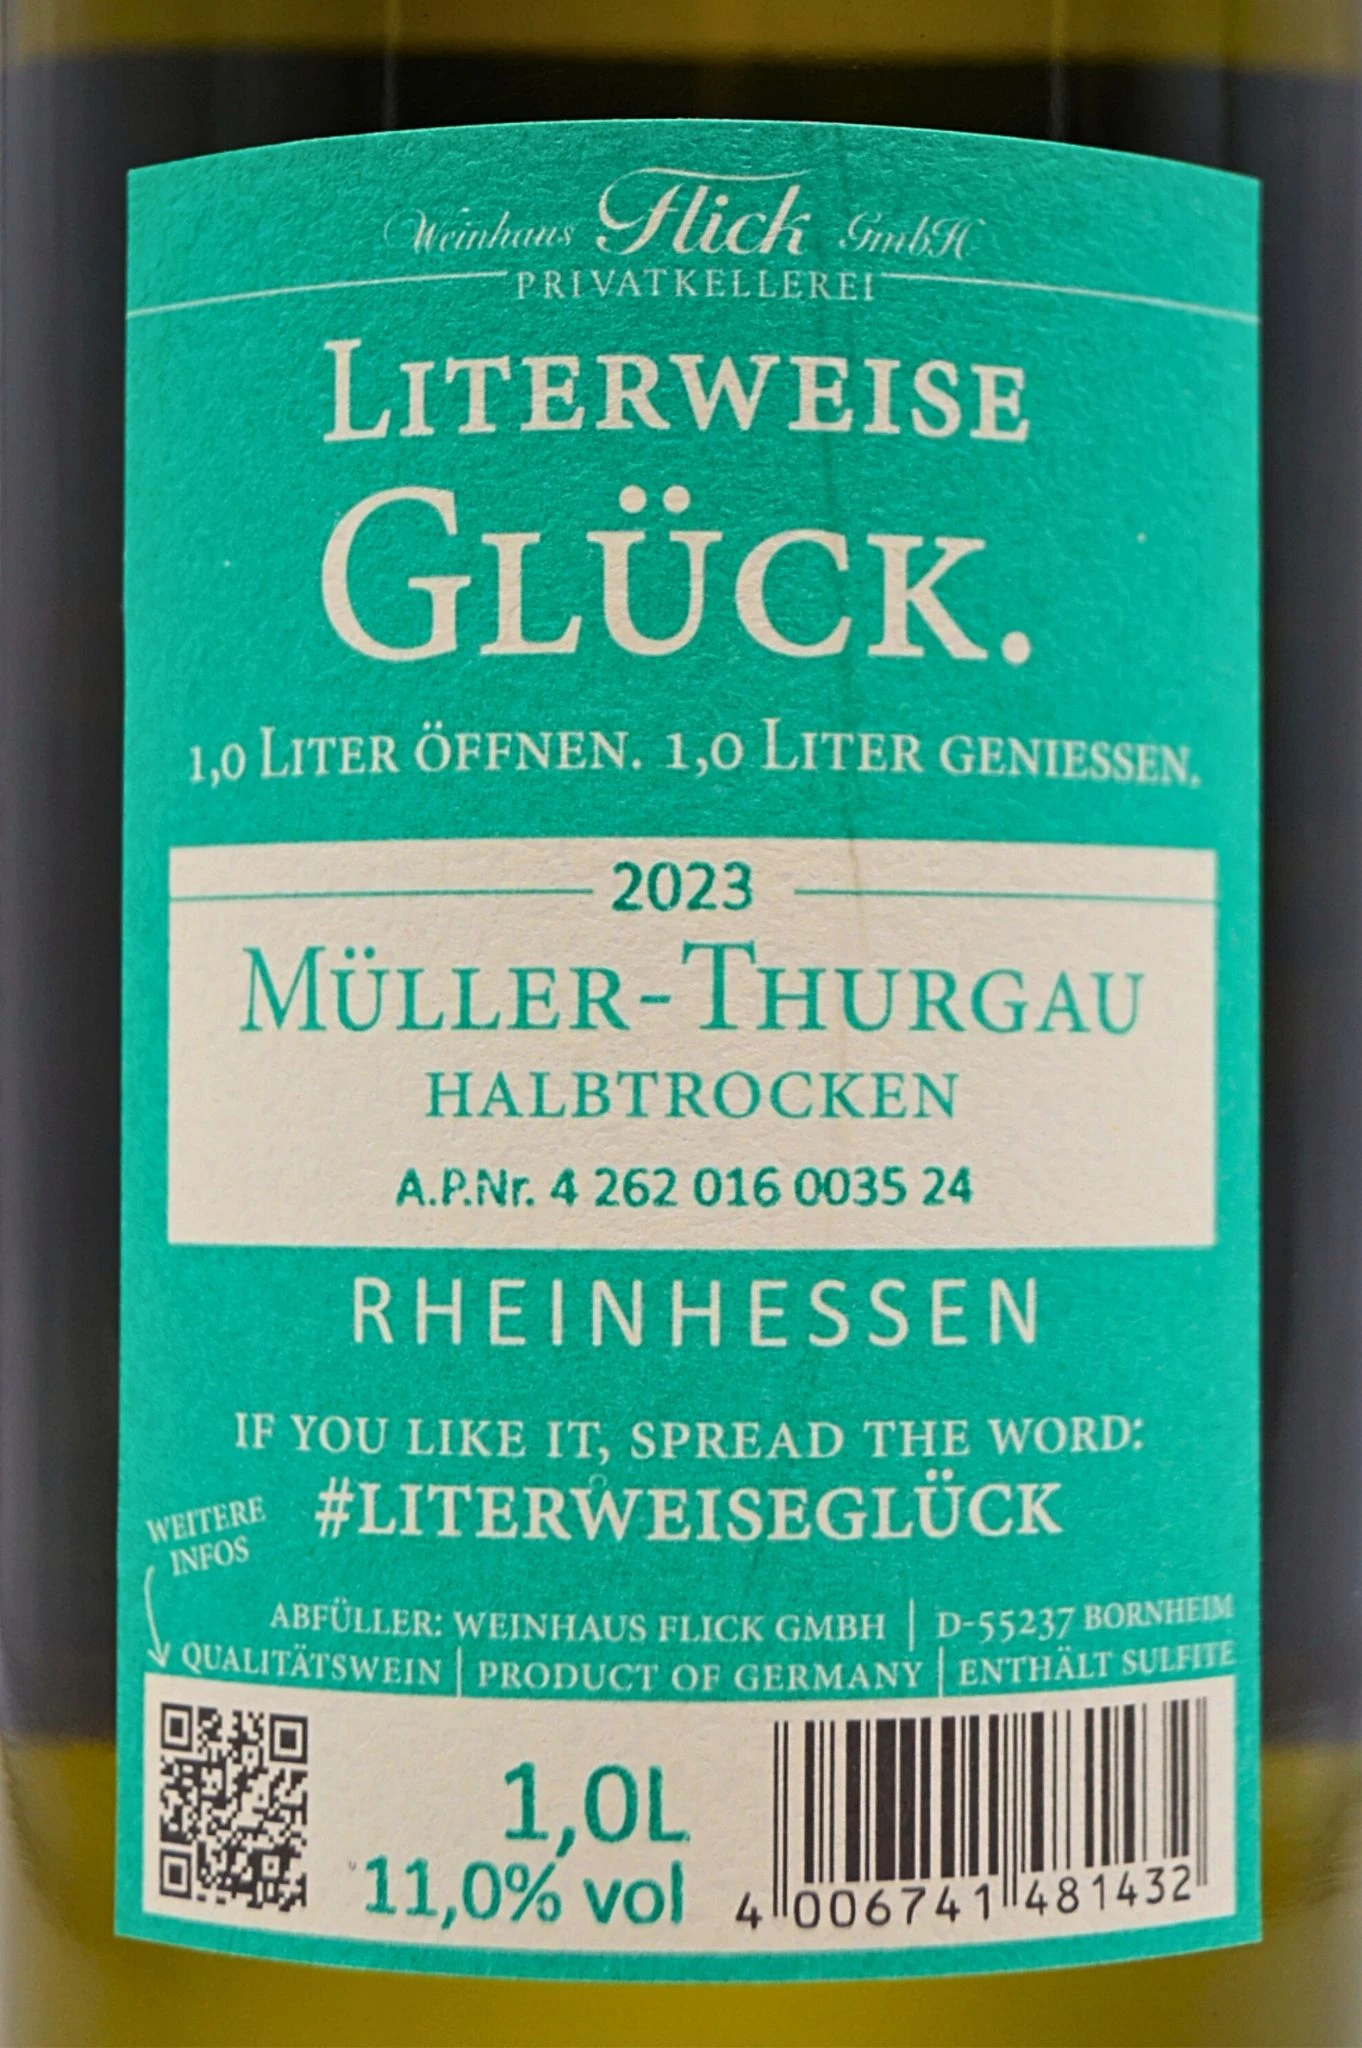 Weinhaus Flick GmbH
PRIVATKELLEREI
LITERWEISE
GLÜCK.
1,0 LITER ÖFFNEN. 1,0 LITER GENIESSEN.
2023
MÜLLER-THURGAU
HALBTROCKEN
A.P.Nr. 4 262 016 0035 24
RHEINHESSEN
IF YOU LIKE IT, SPREAD THE WORD:
#LITERWEISEGLÜCK
WEITERE
INFOS
ABFÜLLER: WEINHAUS FLICK GMBH | D-55237 BORNHEIM
QUALITÄTSWEIN | PRODUCT OF GERMANY | ENTHÄLT SULFITE
1,0L
11,0% vol
4 006741 481432